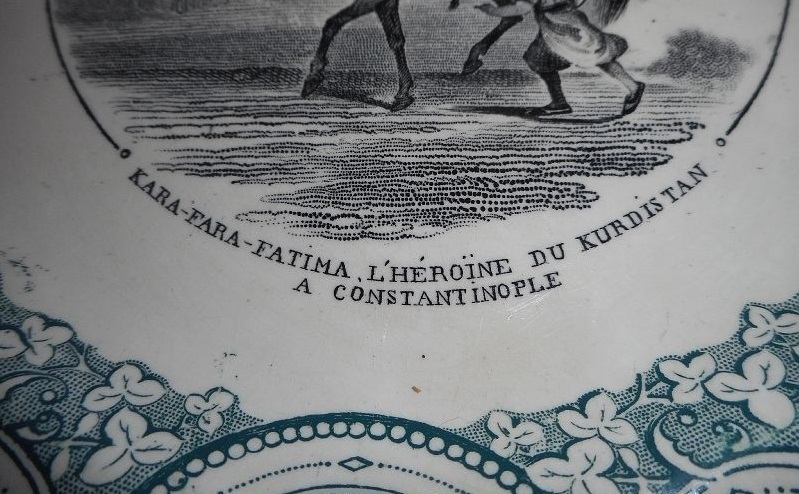 KARA-FARA-FATIMA, L'HÉROÏNE DU KURDISTAN
A CONSTANTINOPLE